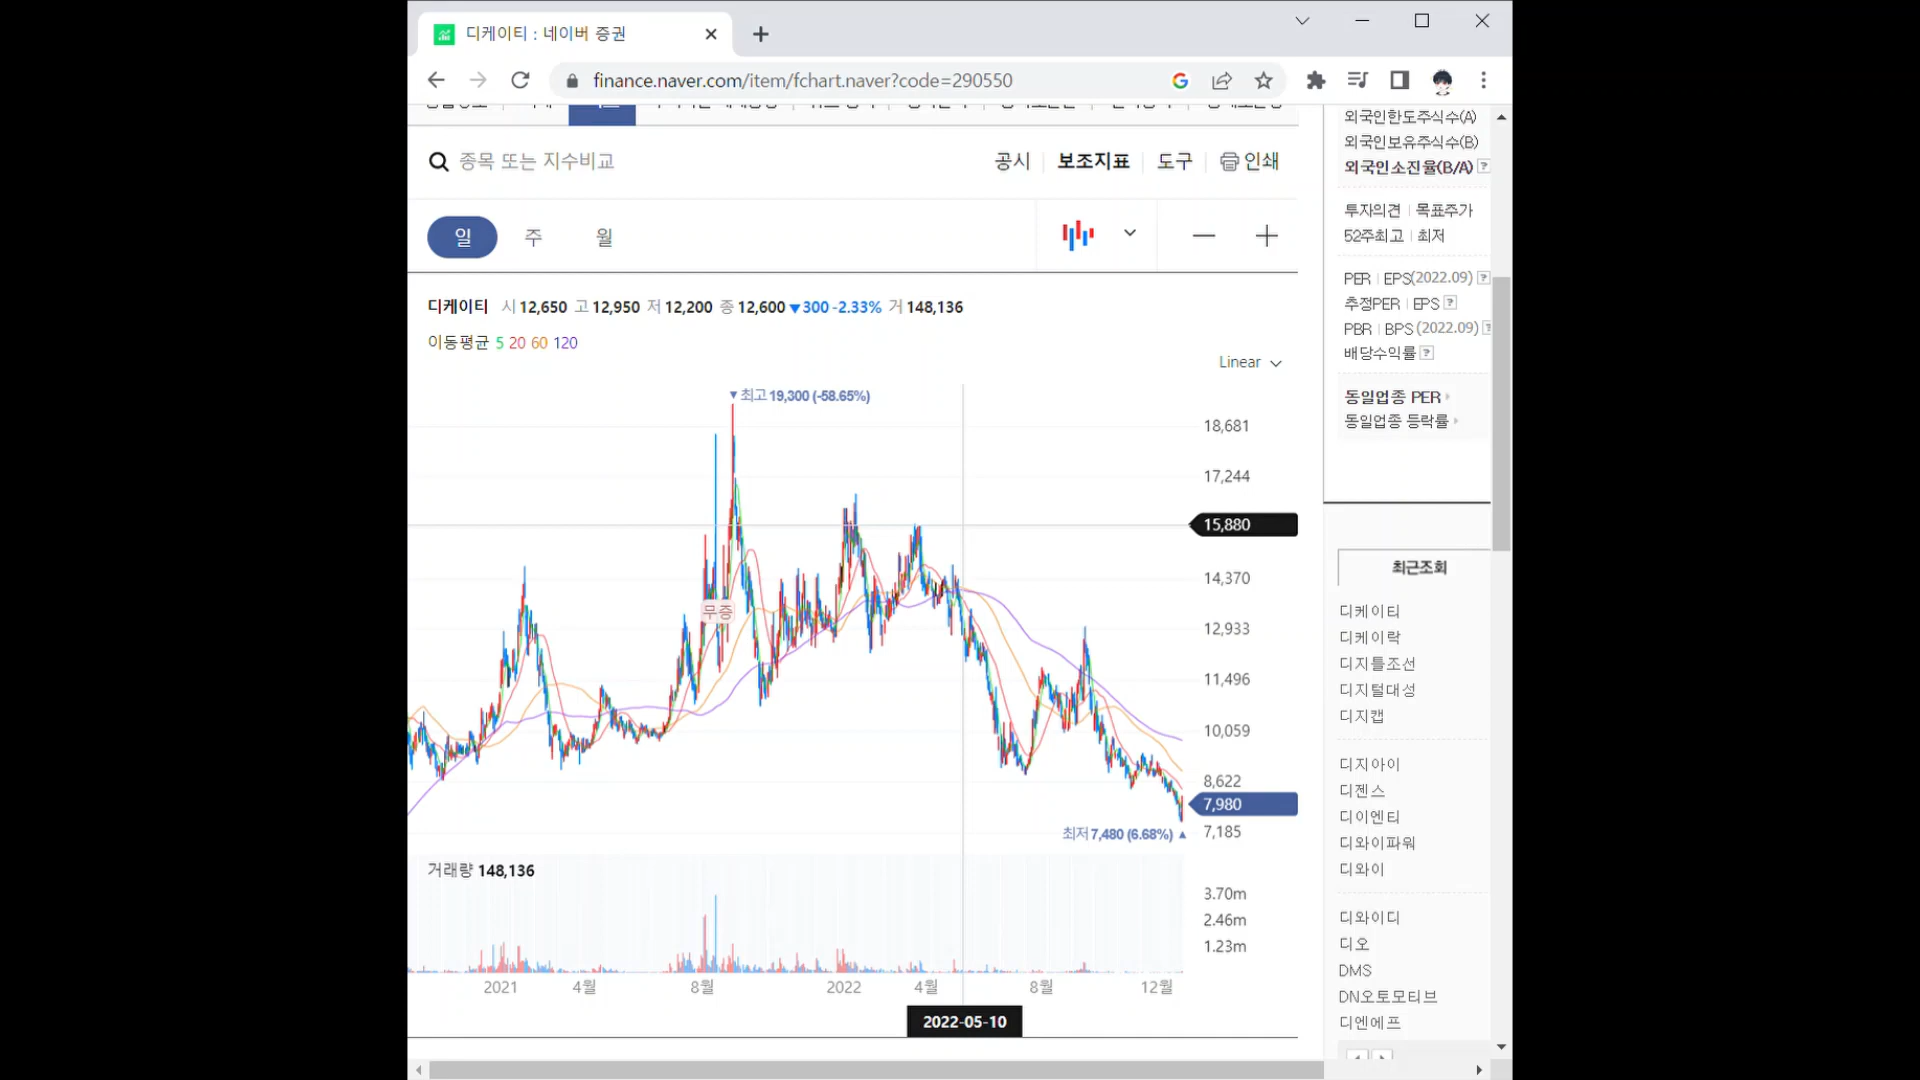 디케이티 : 네이버 증권
finance.naver.com/item/fchart.naver?code=290550
종목 또는 지수비교
공시
보조지표
도구
인쇄
일
주
월
디케이티 시 12,650 고 12,950 저 12,200 종 12,600 ▼300 -2.33% 거 148,136
이동평균 5 20 60 120
Linear
▼ 최고 19,300 (-58.65%)
18,681
17,244
15,880
14,370
무증
12,933
11,496
10,059
8,622
7,980
최저 7,480 (6.68%) ▲
7,185
거래량 148,136
3.70m
2.46m
1.23m
2021
4월
8월
2022
4월
8월
12월
2022-05-10
외국인한도주식수(A)
외국인보유주식수(B)
외국인소진율(B/A) ?
투자의견 | 목표주가
52주최고 | 최저
PER | EPS(2022.09) ?
추정PER | EPS ?
PBR | BPS (2022.09) ?
배당수익률 ?
동일업종 PER
동일업종 등락률
최근조회
디케이티
디케이락
디지틀조선
디지털대성
디지캡
디지아이
디젠스
디이엔티
디와이파워
디와이
디와이디
디오
DMS
DN오토모티브
디엔에프